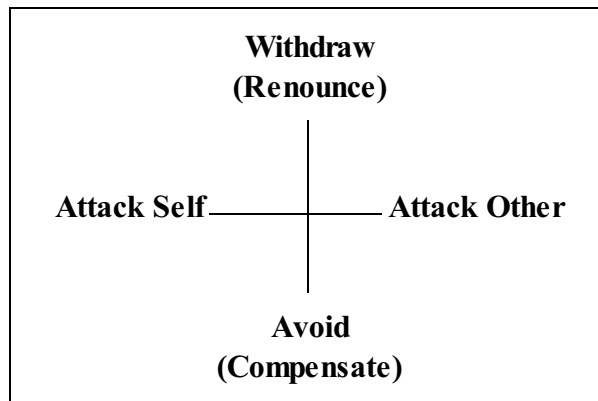 Withdraw
(Renounce)
Attack Self
Attack Other
Avoid
(Compensate)